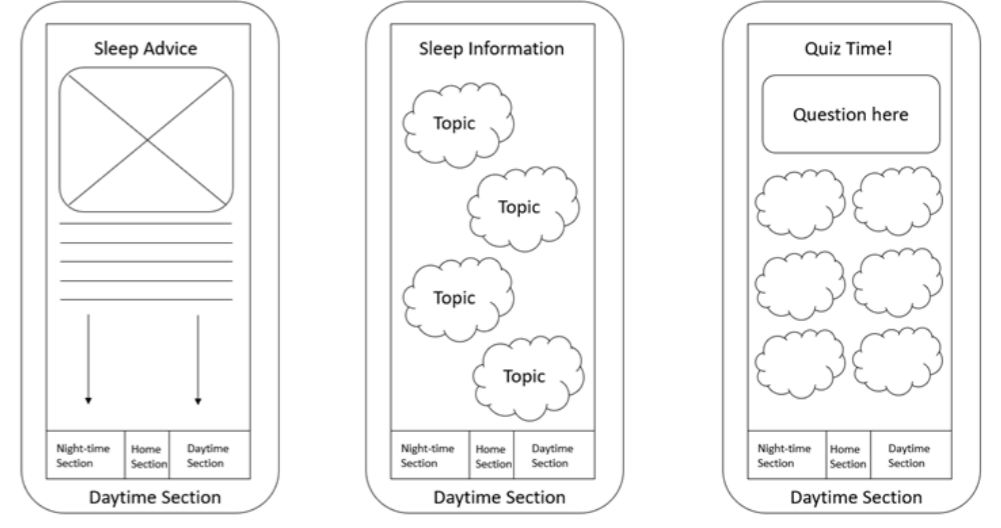 Sleep Advice
Night-time
Section
Home
Section
Daytime
Section
Daytime Section
Sleep Information
Topic
Topic
Topic
Topic
Night-time
Section
Home
Section
Daytime
Section
Daytime Section
Quiz Time!
Question here
Night-time
Section
Home
Section
Daytime
Section
Daytime Section